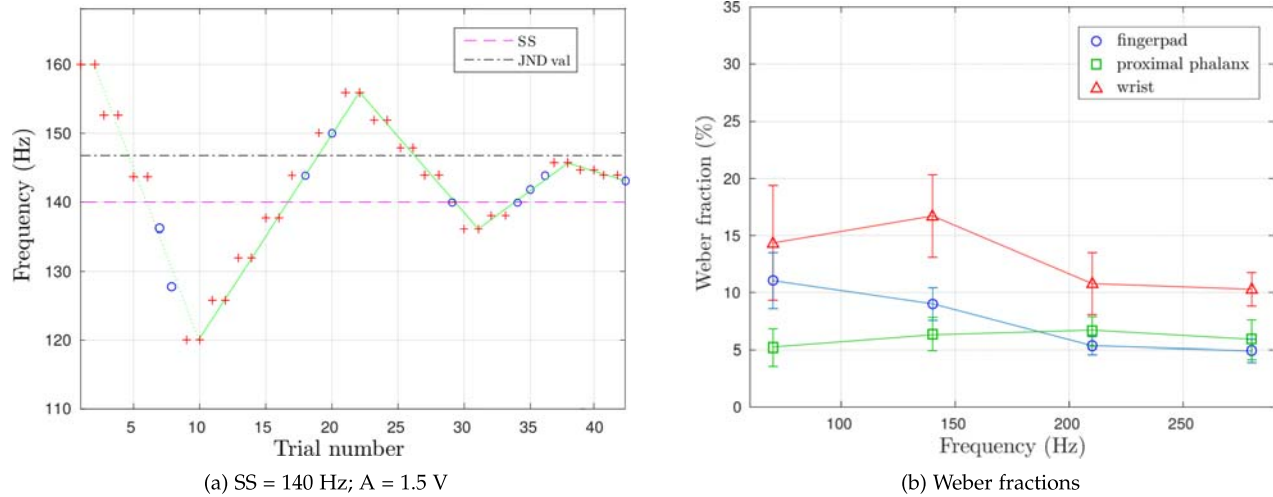 SS
JND val
160
150
140
130
120
110
Frequency (Hz)
5 10 15 20 25 30 35 40
Trial number
(a) SS = 140 Hz; A = 1.5 V
fingerpad
proximal phalanx
wrist
35
30
25
20
15
10
5
0
Weber fraction (%)
100 150 200 250
Frequency (Hz)
(b) Weber fractions